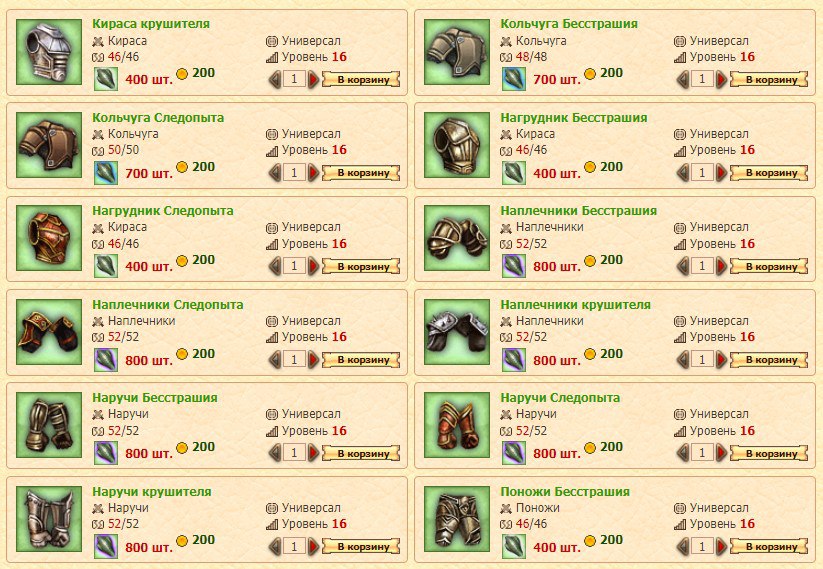 Кираса крушителя
Кираса Универсал
46/46 Уровень 16
400 шт. 200 1 В корзину
Кольчуга Бесстрашия
Кольчуга Универсал
48/48 Уровень 16
700 шт. 200 1 В корзину
Кольчуга Следопыта
Кольчуга Универсал
50/50 Уровень 16
700 шт. 200 1 В корзину
Нагрудник Бесстрашия
Кираса Универсал
46/46 Уровень 16
400 шт. 200 1 В корзину
Нагрудник Следопыта
Кираса Универсал
46/46 Уровень 16
400 шт. 200 1 В корзину
Наплечники Бесстрашия
Наплечники Универсал
52/52 Уровень 16
800 шт. 200 1 В корзину
Наплечники Следопыта
Наплечники Универсал
52/52 Уровень 16
800 шт. 200 1 В корзину
Наплечники крушителя
Наплечники Универсал
52/52 Уровень 16
800 шт. 200 1 В корзину
Наручи Бесстрашия
Наручи Универсал
52/52 Уровень 16
800 шт. 200 1 В корзину
Наручи Следопыта
Наручи Универсал
52/52 Уровень 16
800 шт. 200 1 В корзину
Наручи крушителя
Наручи Универсал
52/52 Уровень 16
800 шт. 200 1 В корзину
Поножи Бесстрашия
Поножи Универсал
46/46 Уровень 16
400 шт. 200 1 В корзину